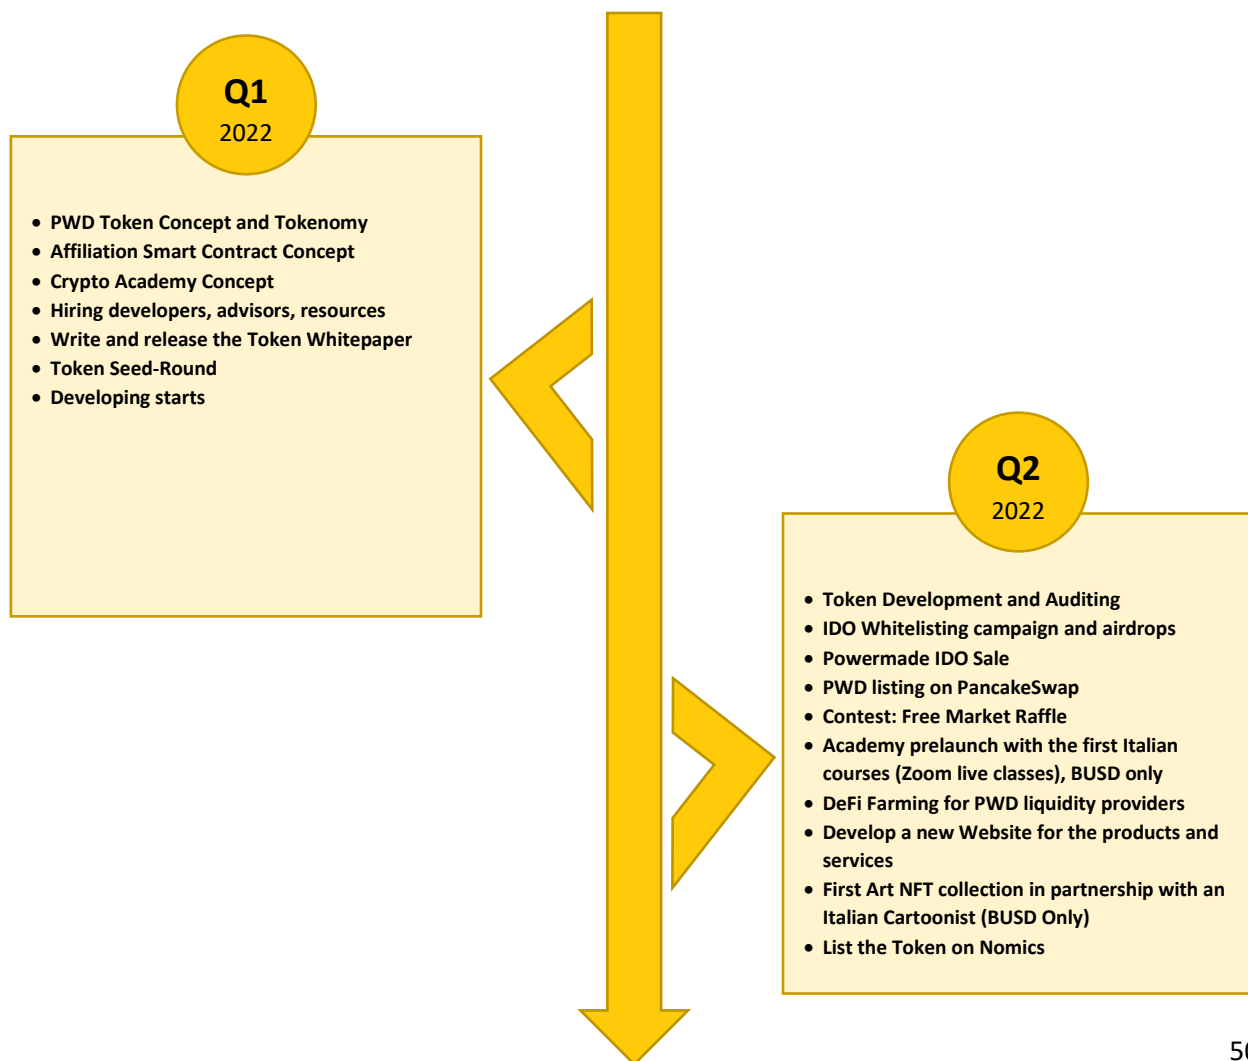 Q1
2022
• PWD Token Concept and Tokenomy
• Affiliation Smart Contract Concept
• Crypto Academy Concept
• Hiring developers, advisors, resources
• Write and release the Token Whitepaper
• Token Seed-Round
• Developing starts
Q2
2022
• Token Development and Auditing
• IDO Whitelisting campaign and airdrops
• Powermade IDO Sale
• PWD listing on PancakeSwap
• Contest: Free Market Raffle
• Academy prelaunch with the first Italian
courses (Zoom live classes), BUSD only
• DeFi Farming for PWD liquidity providers
• Develop a new Website for the products and
services
• First Art NFT collection in partnership with an
Italian Cartoonist (BUSD Only)
• List the Token on Nomics
50